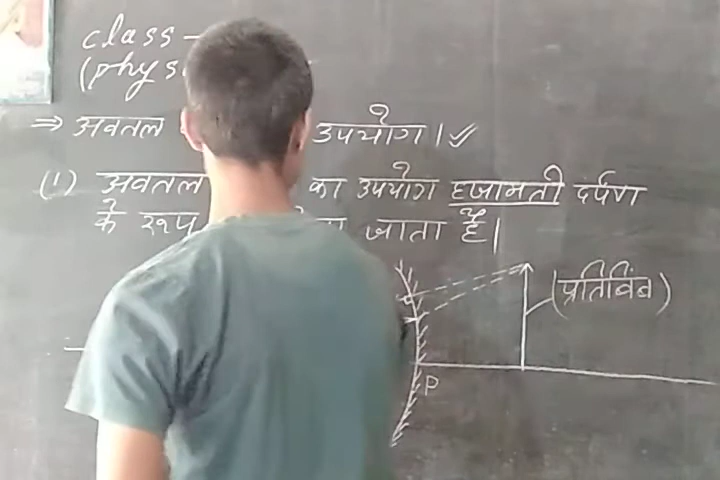 class -
(phys
⇒ अवतल उपयोग।✓
(1) अवतल का उपयोग हजामती दर्पण
के रूप जाता है।
(प्रतिबिंब)
P